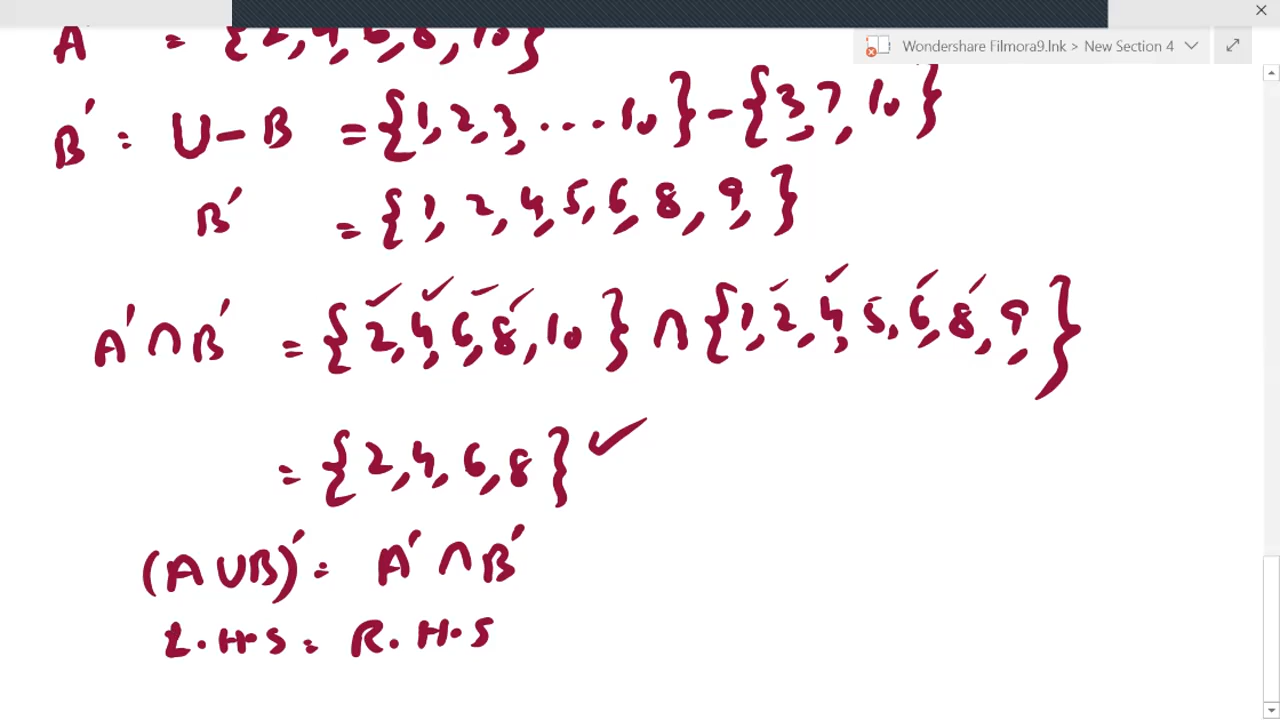 Wondershare Filmora9.lnk > New Section 4
A' = {2,4,6,8,10}
B' = U-B = {1,2,3,...10}-{3,7,10}
B' = {1,2,4,5,6,8,9,}
A'∩B' = {2,4,6,8,10}∩{1,2,4,5,6,8,9,}
= {2,4,6,8}✓
(A∪B)' = A'∩B'
L.H.S = R.H.S